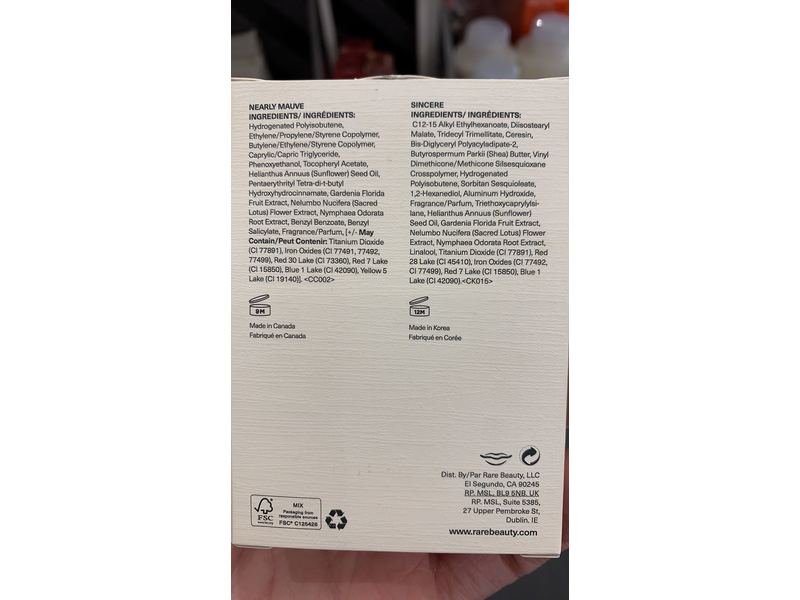 NEARLY MAUVE
INGREDIENTS/ INGRÉDIENTS:
Hydrogenated Polyisobutene,
Ethylene/Propylene/Styrene Copolymer,
Butylene/Ethylene/Styrene Copolymer,
Caprylic/Capric Triglyceride,
Phenoxyethanol, Tocopheryl Acetate,
Helianthus Annuus (Sunflower) Seed Oil,
Pentaerythrityl Tetra-di-t-butyl
Hydroxyhydrocinnamate, Gardenia Florida
Fruit Extract, Nelumbo Nucifera (Sacred
Lotus) Flower Extract, Nymphaea Odorata
Root Extract, Benzyl Benzoate, Benzyl
Salicylate, Fragrance/Parfum, [+/- May
Contain/Peut Contenir: Titanium Dioxide
(CI 77891), Iron Oxides (CI 77491, 77492,
77499), Red 30 Lake (CI 73360), Red 7 Lake
(CI 15850), Blue 1 Lake (CI 42090), Yellow 5
Lake (CI 19140)]. <CC002>
9M
Made in Canada
Fabriqué en Canada
SINCERE
INGREDIENTS/ INGRÉDIENTS:
C12-15 Alkyl Ethylhexanoate, Diisostearyl
Malate, Tridecyl Trimellitate, Ceresin,
Bis-Diglyceryl Polyacyladipate-2,
Butyrospermum Parkii (Shea) Butter, Vinyl
Dimethicone/Methicone Silsesquioxane
Crosspolymer, Hydrogenated
Polyisobutene, Sorbitan Sesquioleate,
1,2-Hexanediol, Aluminum Hydroxide,
Fragrance/Parfum, Triethoxycaprylylsi-
lane, Helianthus Annuus (Sunflower)
Seed Oil, Gardenia Florida Fruit Extract,
Nelumbo Nucifera (Sacred Lotus) Flower
Extract, Nymphaea Odorata Root Extract,
Linalool, Titanium Dioxide (CI 77891), Red
28 Lake (CI 45410), Iron Oxides (CI 77492,
CI 77499), Red 7 Lake (CI 15850), Blue 1
Lake (CI 42090).<CK015>
12M
Made in Korea
Fabriqué en Corée
Dist. By/Par Rare Beauty, LLC
El Segundo, CA 90245
RP. MSL, BL9 5NB, UK
RP. MSL, Suite 5385,
27 Upper Pembroke St,
Dublin. IE
www.rarebeauty.com
FSC
www.fsc.org
MIX
Packaging from
responsible sources
FSC® C125426